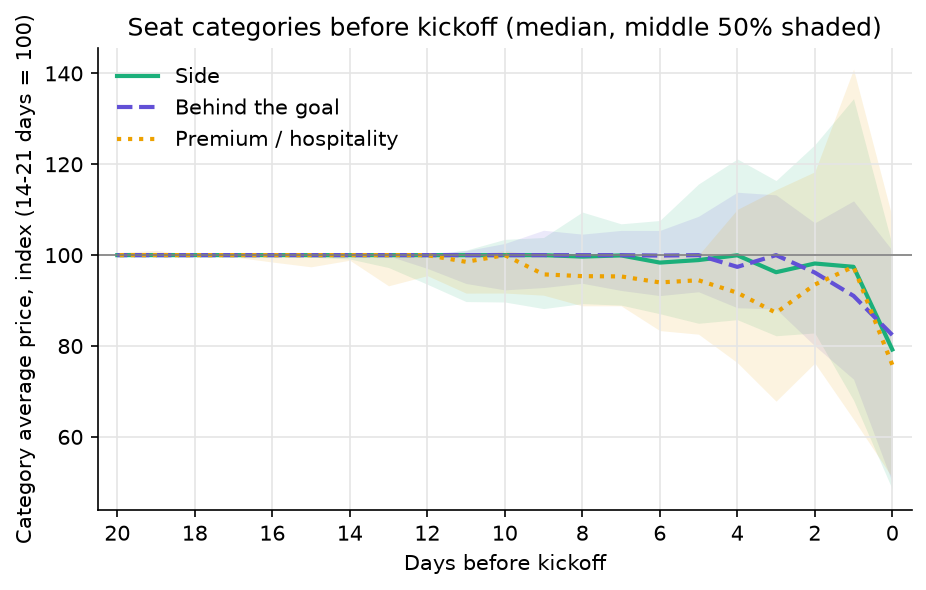 Seat categories before kickoff (median, middle 50% shaded)
Category average price, index (14-21 days = 100)
140
120
100
80
60
Side
Behind the goal
Premium / hospitality
20 18 16 14 12 10 8 6 4 2 0
Days before kickoff